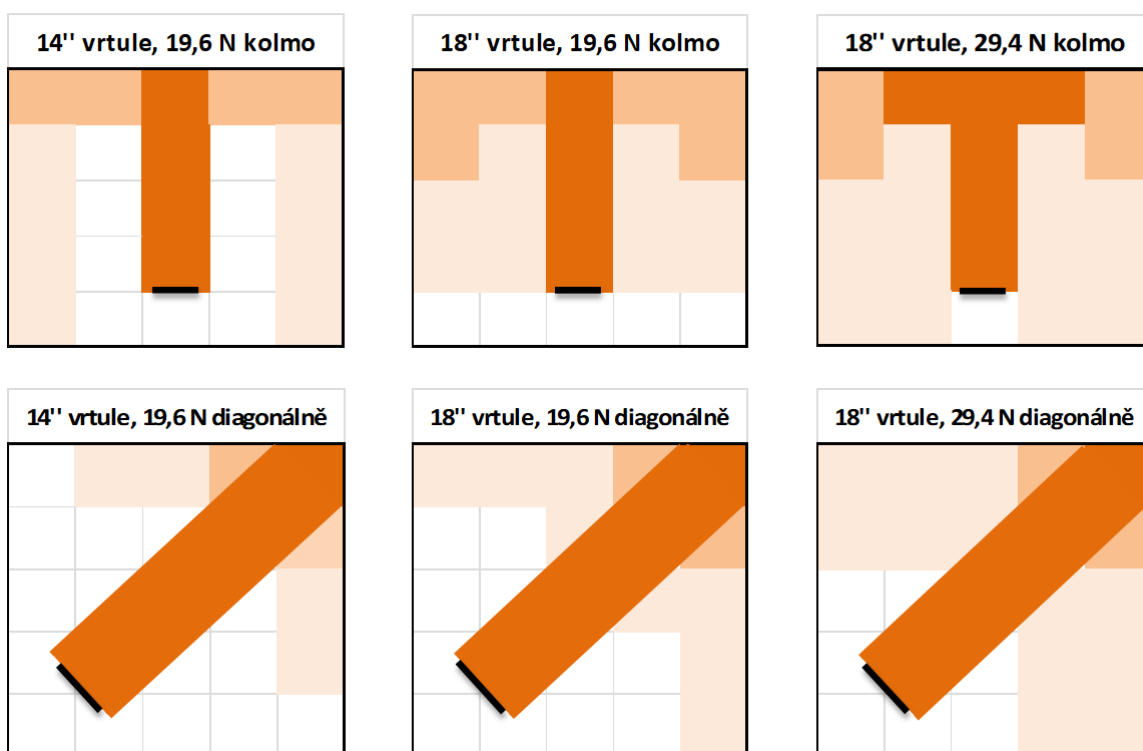 14'' vrtule, 19,6 N kolmo
18'' vrtule, 19,6 N kolmo
18'' vrtule, 29,4 N kolmo
14'' vrtule, 19,6 N diagonálně
18'' vrtule, 19,6 N diagonálně
18'' vrtule, 29,4 N diagonálně